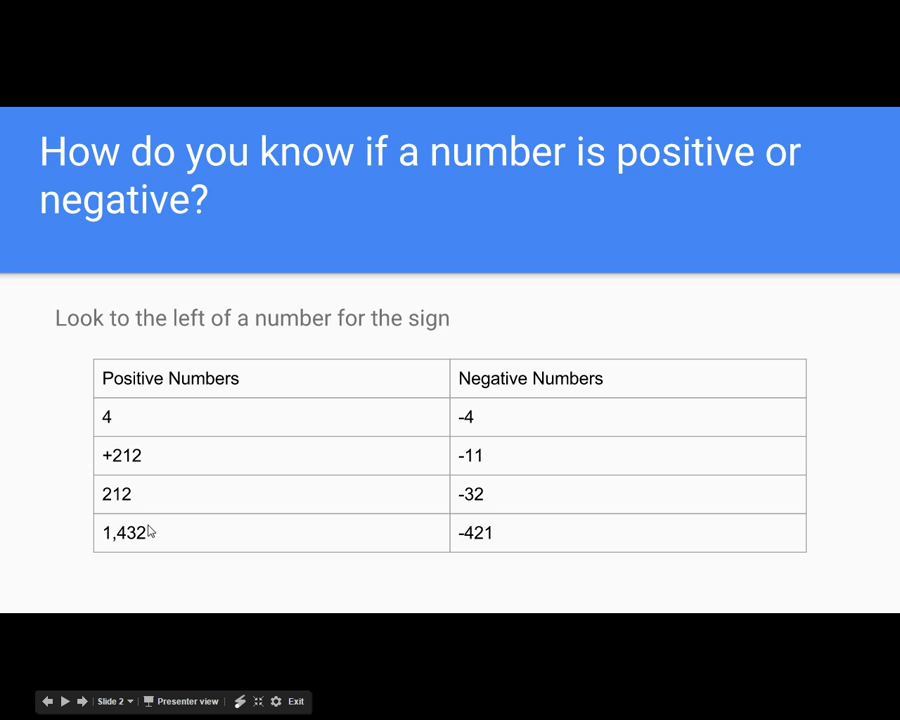 How do you know if a number is positive or
negative?
Look to the left of a number for the sign
Positive Numbers Negative Numbers
4 -4
+212 -11
212 -32
1,432 -421
Slide 2 Presenter view Exit